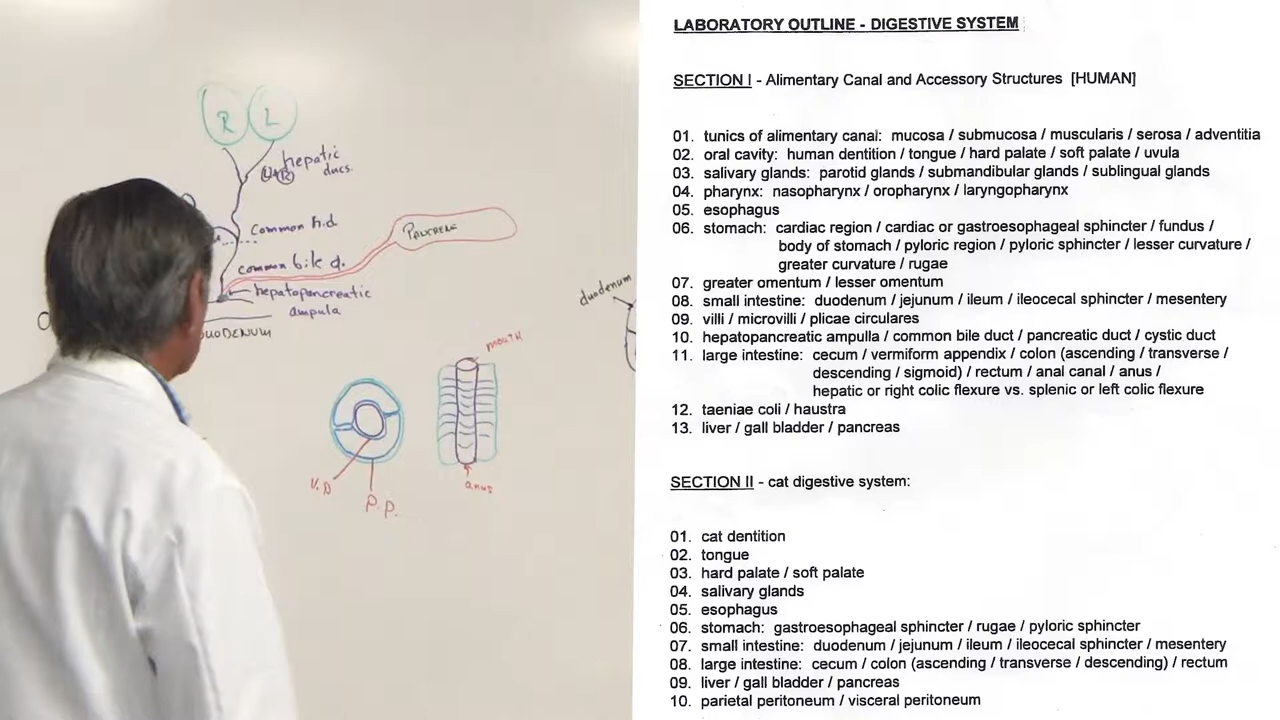 R L
hepatic
L R ducs.
Common h.d
common bile d.
PANCREAS
hepatopancreatic
ampula
DUODENUM
duodenum
mouth
anus
V.P
P.P.
LABORATORY OUTLINE - DIGESTIVE SYSTEM
SECTION I - Alimentary Canal and Accessory Structures [HUMAN]
01. tunics of alimentary canal: mucosa / submucosa / muscularis / serosa / adventitia
02. oral cavity: human dentition / tongue / hard palate / soft palate / uvula
03. salivary glands: parotid glands / submandibular glands / sublingual glands
04. pharynx: nasopharynx / oropharynx / laryngopharynx
05. esophagus
06. stomach: cardiac region / cardiac or gastroesophageal sphincter / fundus /
body of stomach / pyloric region / pyloric sphincter / lesser curvature /
greater curvature / rugae
07. greater omentum / lesser omentum
08. small intestine: duodenum / jejunum / ileum / ileocecal sphincter / mesentery
09. villi / microvilli / plicae circulares
10. hepatopancreatic ampulla / common bile duct / pancreatic duct / cystic duct
11. large intestine: cecum / vermiform appendix / colon (ascending / transverse /
descending / sigmoid) / rectum / anal canal / anus /
hepatic or right colic flexure vs. splenic or left colic flexure
12. taeniae coli / haustra
13. liver / gall bladder / pancreas
SECTION II - cat digestive system:
01. cat dentition
02. tongue
03. hard palate / soft palate
04. salivary glands
05. esophagus
06. stomach: gastroesophageal sphincter / rugae / pyloric sphincter
07. small intestine: duodenum / jejunum / ileum / ileocecal sphincter / mesentery
08. large intestine: cecum / colon (ascending / transverse / descending) / rectum
09. liver / gall bladder / pancreas
10. parietal peritoneum / visceral peritoneum